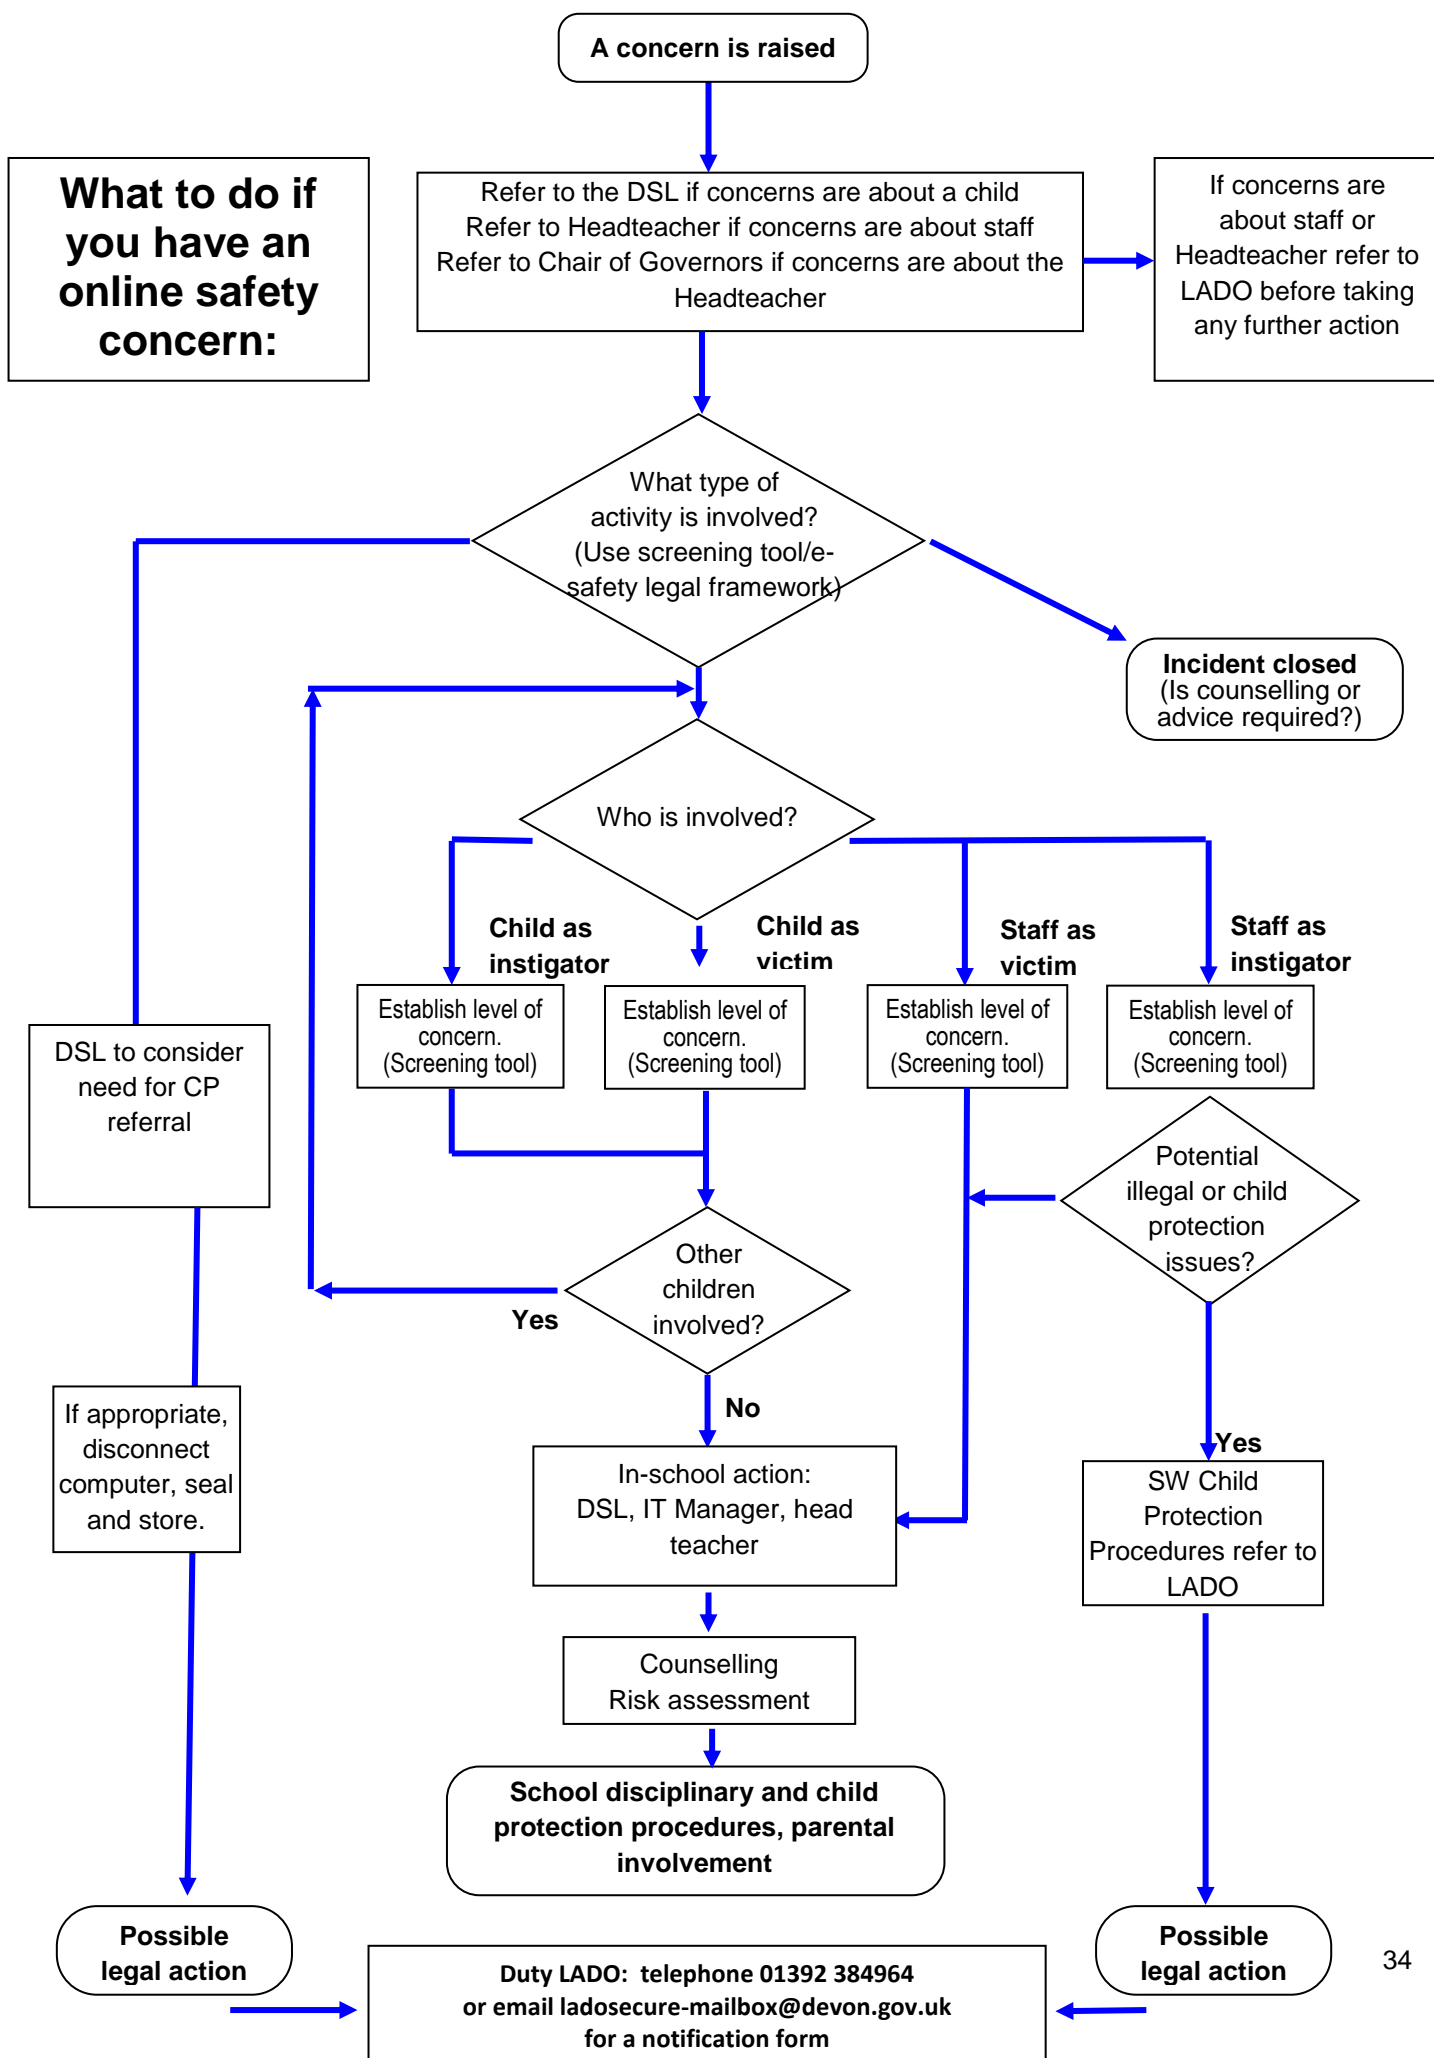 A concern is raised
What to do if
you have an
online safety
concern:
Refer to the DSL if concerns are about a child
Refer to Headteacher if concerns are about staff
Refer to Chair of Governors if concerns are about the
Headteacher
If concerns are
about staff or
Headteacher refer to
LADO before taking
any further action
What type of
activity is involved?
(Use screening tool/e-
safety legal framework)
Incident closed
(Is counselling or
advice required?)
Who is involved?
Child as
instigator
Child as
victim
Staff as
victim
Staff as
instigator
Establish level of
concern.
(Screening tool)
Establish level of
concern.
(Screening tool)
Establish level of
concern.
(Screening tool)
Establish level of
concern.
(Screening tool)
DSL to consider
need for CP
referral
Potential
illegal or child
protection
issues?
Other
children
involved?
Yes
No
If appropriate,
disconnect
computer, seal
and store.
In-school action:
DSL, IT Manager, head
teacher
Yes
SW Child
Protection
Procedures refer to
LADO
Counselling
Risk assessment
School disciplinary and child
protection procedures, parental
involvement
Possible
legal action
Possible
legal action
34
Duty LADO: telephone 01392 384964
or email ladosecure-mailbox@devon.gov.uk
for a notification form